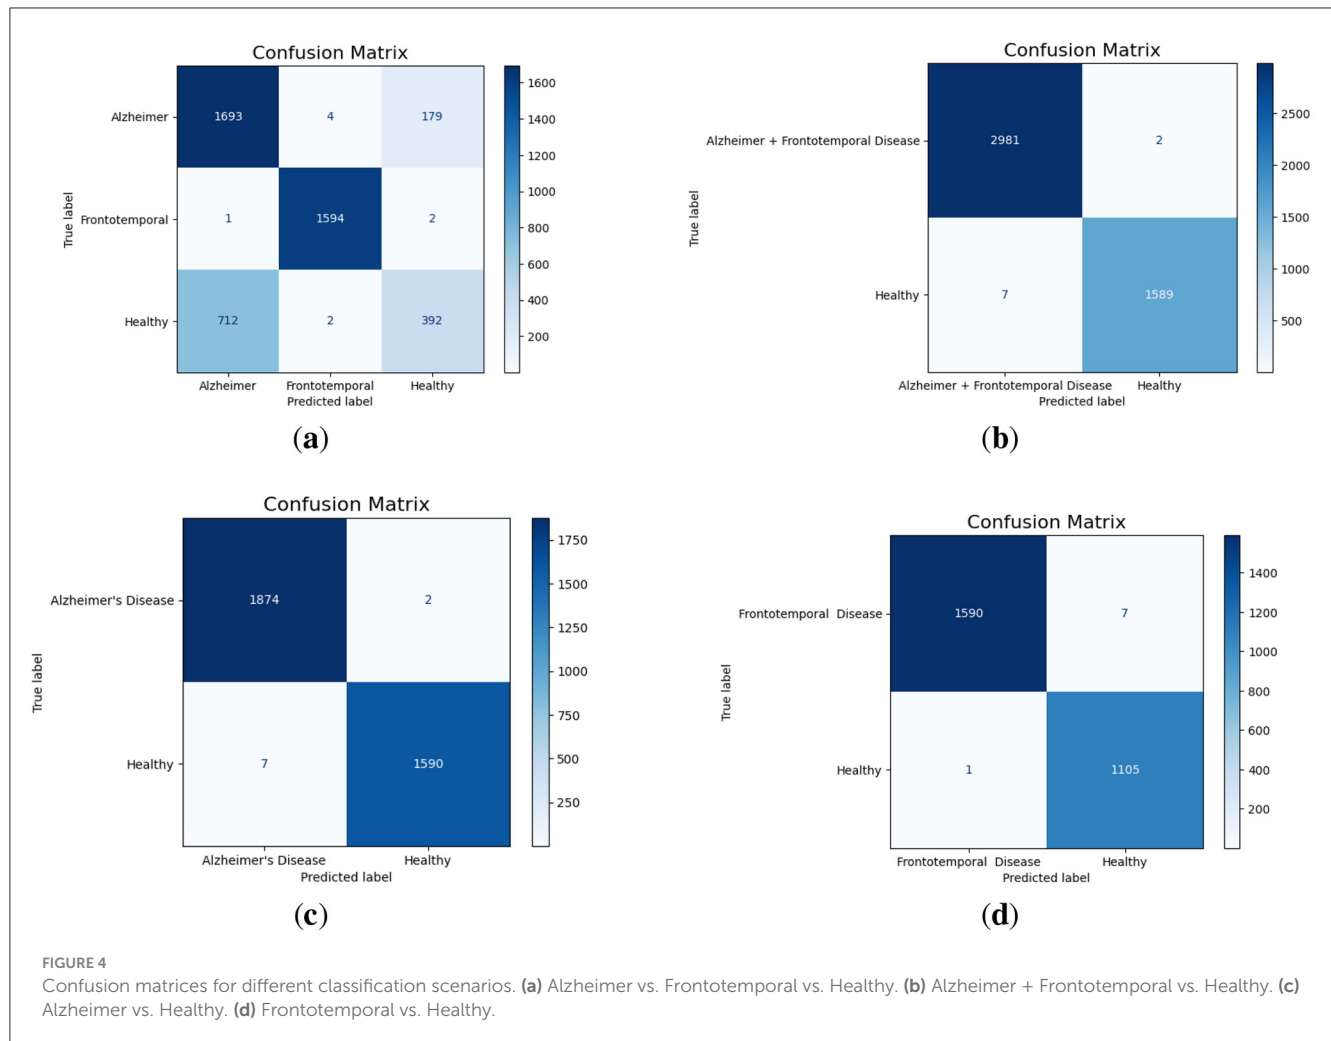 Confusion Matrix
True label
Alzheimer
Frontotemporal
Healthy
1693 4 179
1 1594 2
712 2 392
Alzheimer Frontotemporal Healthy
Predicted label
1600
1400
1200
1000
800
600
400
200
(a)
Confusion Matrix
True label
Alzheimer + Frontotemporal Disease
Healthy
2981 2
7 1589
Alzheimer + Frontotemporal Disease Healthy
Predicted label
2500
2000
1500
1000
500
(b)
Confusion Matrix
True label
Alzheimer's Disease
Healthy
1874 2
7 1590
Alzheimer's Disease Healthy
Predicted label
1750
1500
1250
1000
750
500
250
(c)
Confusion Matrix
True label
Frontotemporal Disease
Healthy
1590 7
1 1105
Frontotemporal Disease Healthy
Predicted label
1400
1200
1000
800
600
400
200
(d)
FIGURE 4
Confusion matrices for different classification scenarios. (a) Alzheimer vs. Frontotemporal vs. Healthy. (b) Alzheimer + Frontotemporal vs. Healthy. (c)
Alzheimer vs. Healthy. (d) Frontotemporal vs. Healthy.